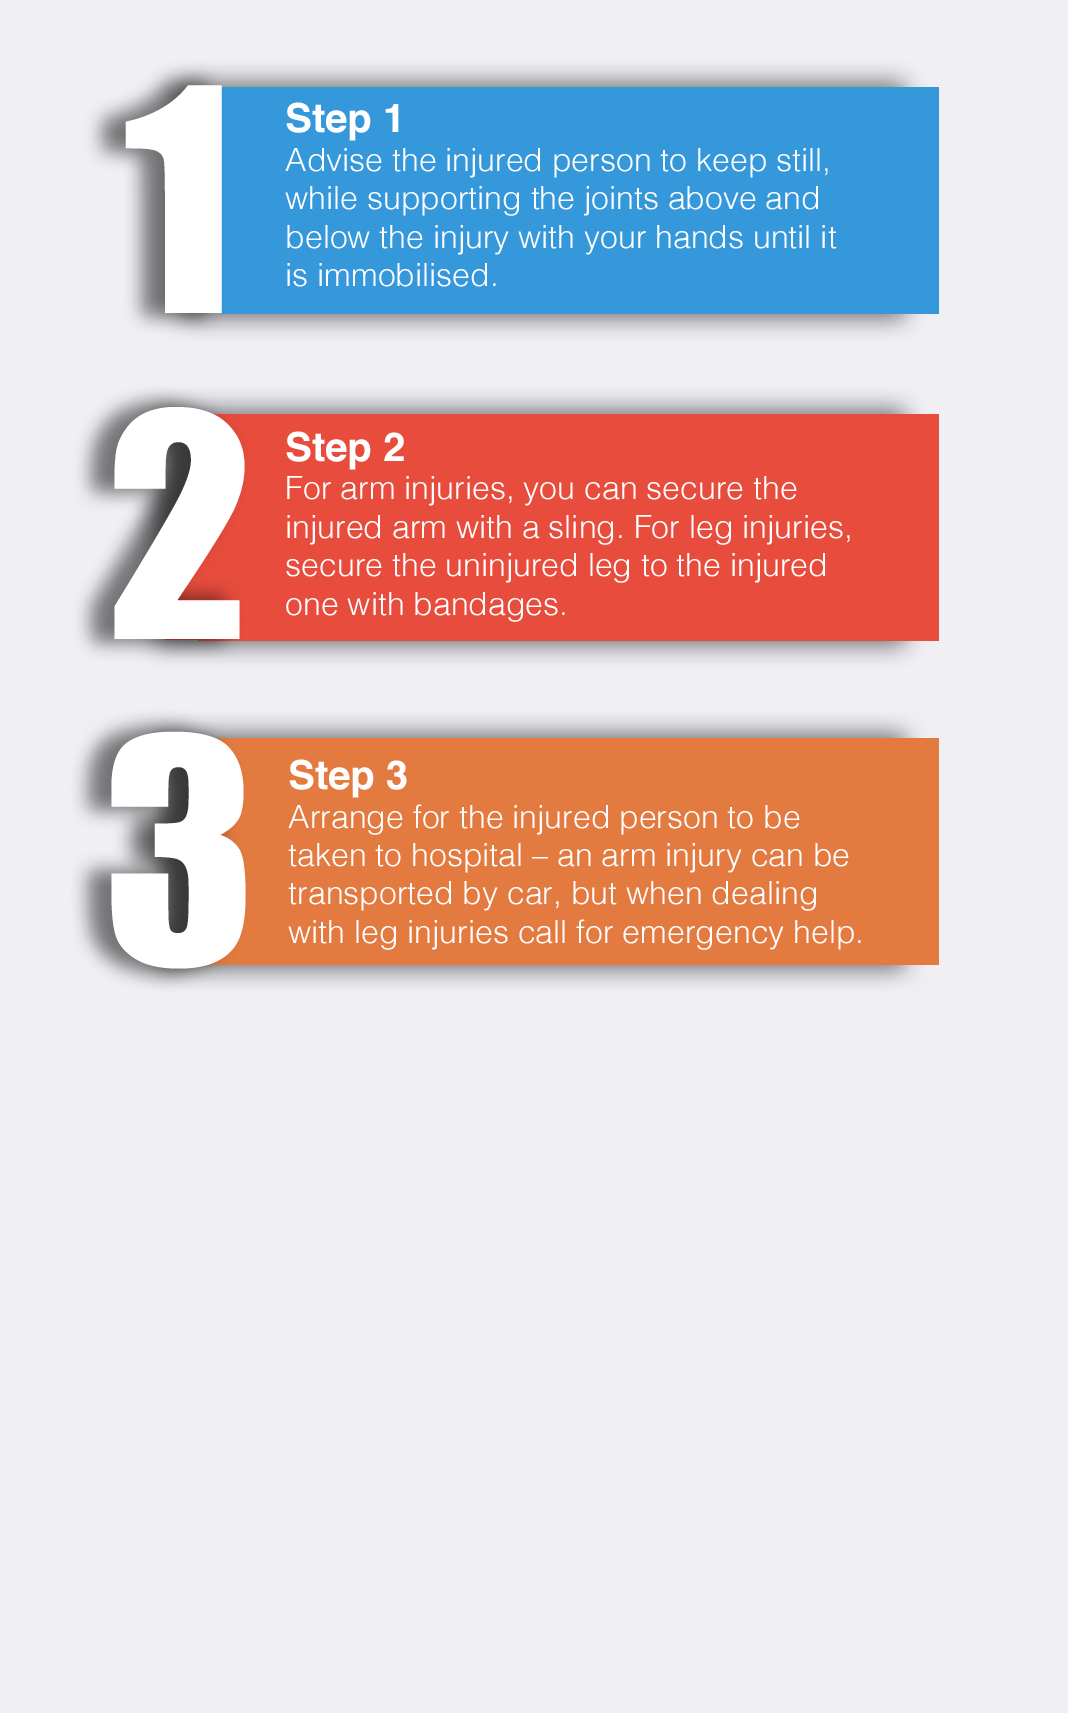 1
Step 1
Advise the injured person to keep still,
while supporting the joints above and
below the injury with your hands until it
is immobilised.
2
Step 2
For arm injuries, you can secure the
injured arm with a sling. For leg injuries,
secure the uninjured leg to the injured
one with bandages.
3
Step 3
Arrange for the injured person to be
taken to hospital – an arm injury can be
transported by car, but when dealing
with leg injuries call for emergency help.